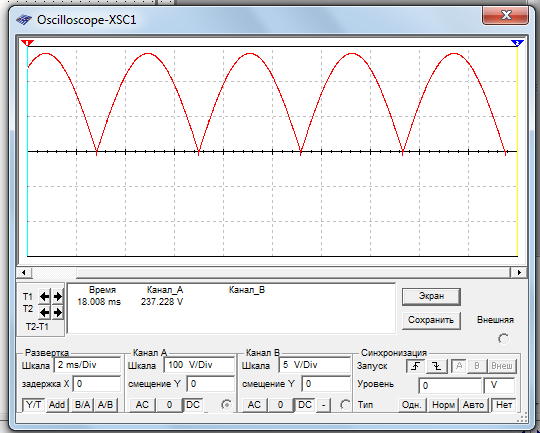 Oscilloscope-XSC1
1
T1
T2
T2-T1
Время Канал_А Канал_В
18.008 ms 237.228 V
Экран
Сохранить
Внешняя
Развертка
Шкала 2 ms/Div
задержка X 0
Y/T Add B/A A/B
Канал А
Шкала 100 V/Div
смещение Y 0
AC 0 DC
Канал В
Шкала 5 V/Div
смещение Y 0
AC 0 DC -
Синхронизация
Запуск A B Внеш
Уровень 0 V
Тип Одн. Норм Авто Нет